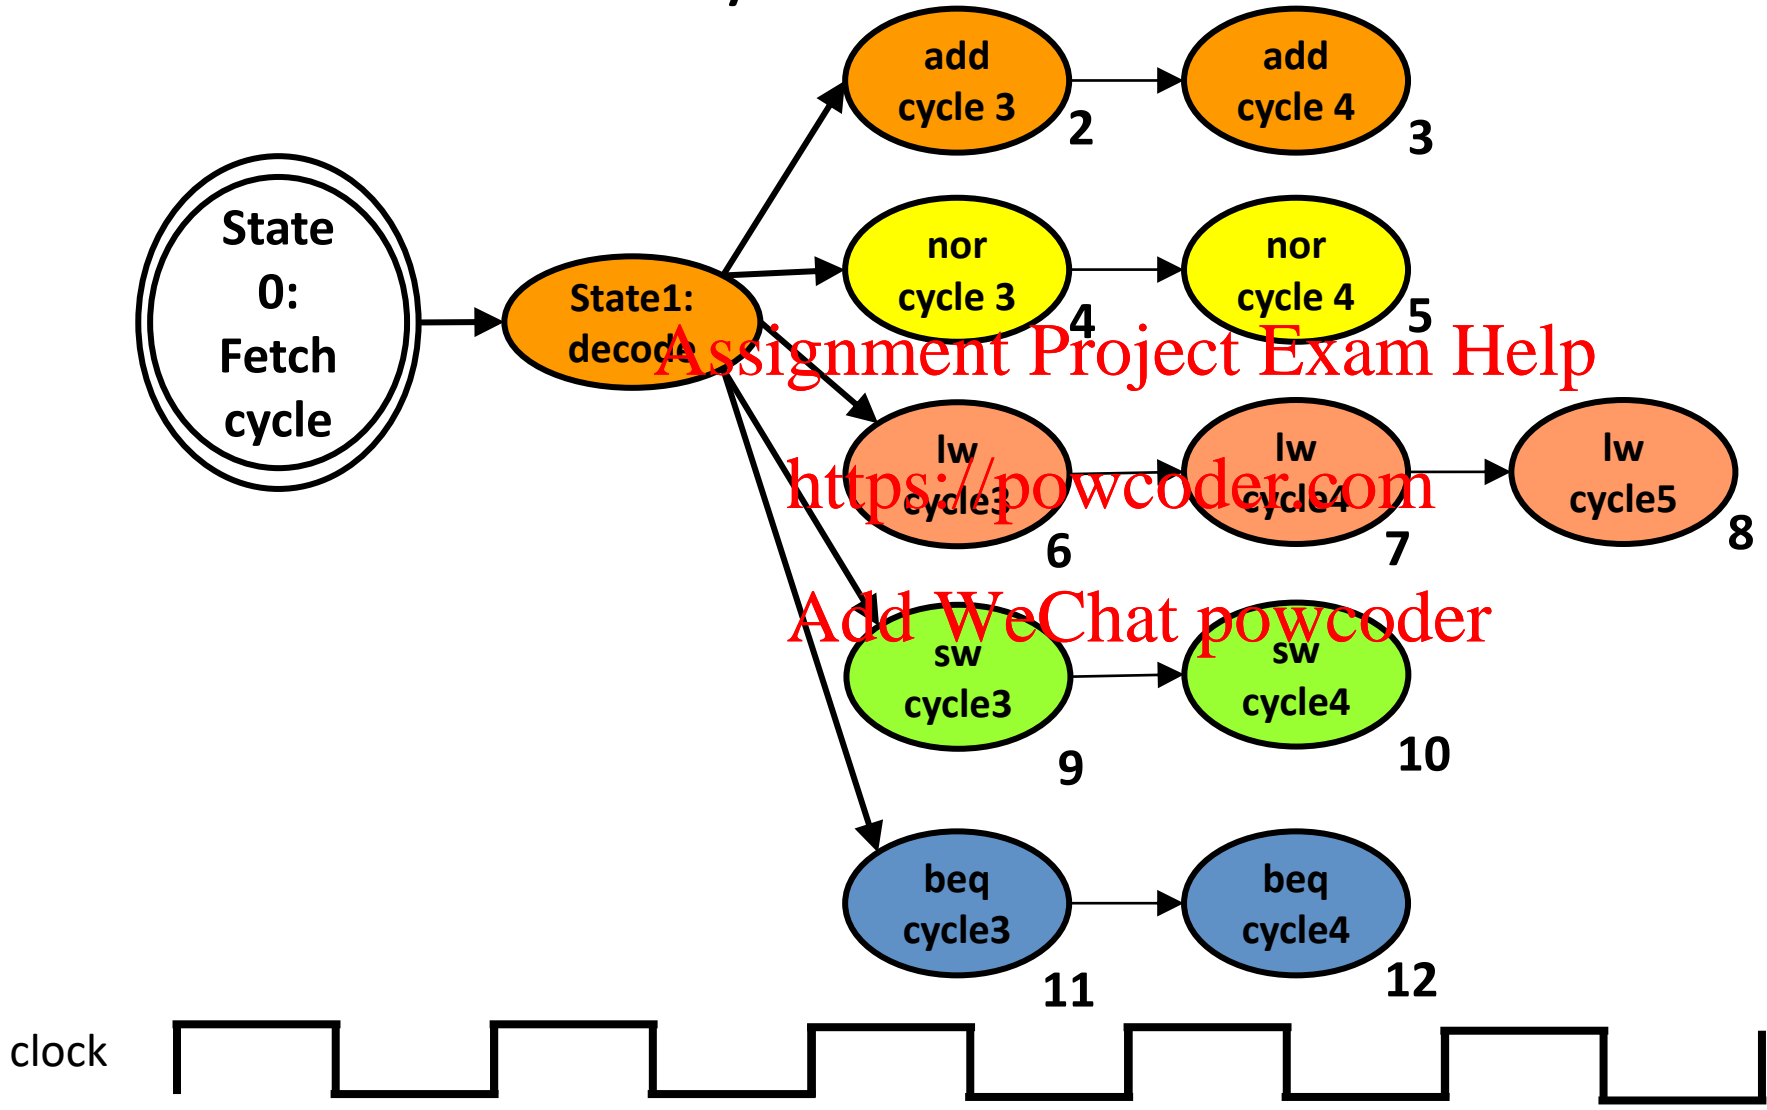 add
cycle 3
2
add
cycle 4
3
State
0:
Fetch
cycle
State1:
decode
nor
cycle 3
4
nor
cycle 4
5
Assignment Project Exam Help
lw
cycle3
6
lw
cycle4
7
lw
cycle5
8
https://powcoder.com
Add WeChat powcoder
sw
cycle3
9
sw
cycle4
10
beq
cycle3
11
beq
cycle4
12
clock